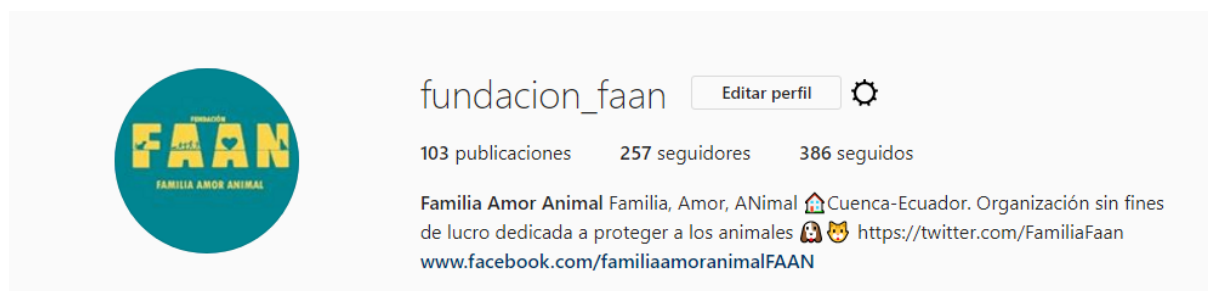 FUNDACIÓN
FAAN
FAMILIA AMOR ANIMAL
fundacion_faan Editar perfil
103 publicaciones 257 seguidores 386 seguidos
Familia Amor Animal Familia, Amor, ANimal 🏠Cuenca-Ecuador. Organización sin fines
de lucro dedicada a proteger a los animales 🐶🐱 https://twitter.com/FamiliaFaan
www.facebook.com/familiaamoranimalFAAN